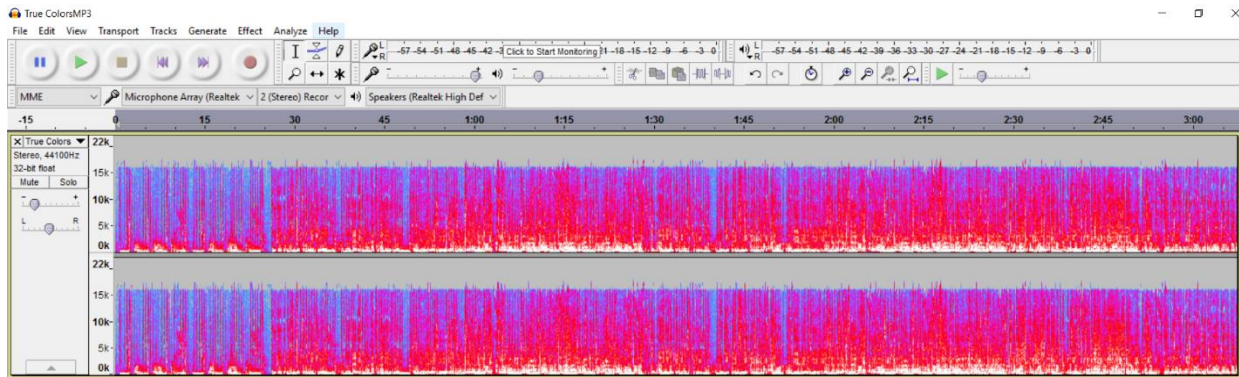 True ColorsMP3
File Edit View Transport Tracks Generate Effect Analyze Help
L R -57 -54 -51 -48 -45 -42 -3 Click to Start Monitoring 21 -18 -15 -12 -9 -6 -3 0
L R -57 -54 -51 -48 -45 -42 -39 -36 -33 -30 -27 -24 -21 -18 -15 -12 -9 -6 -3 0
- + - +
- +
MME Microphone Array (Realtek 2 (Stereo) Recor Speakers (Realtek High Def
-15 0 15 30 45 1:00 1:15 1:30 1:45 2:00 2:15 2:30 2:45 3:00
X True Colors 22k
Stereo, 44100Hz
32-bit float 15k
Mute Solo
- + 10k
L R 5k
0k
22k
15k
10k
5k
0k